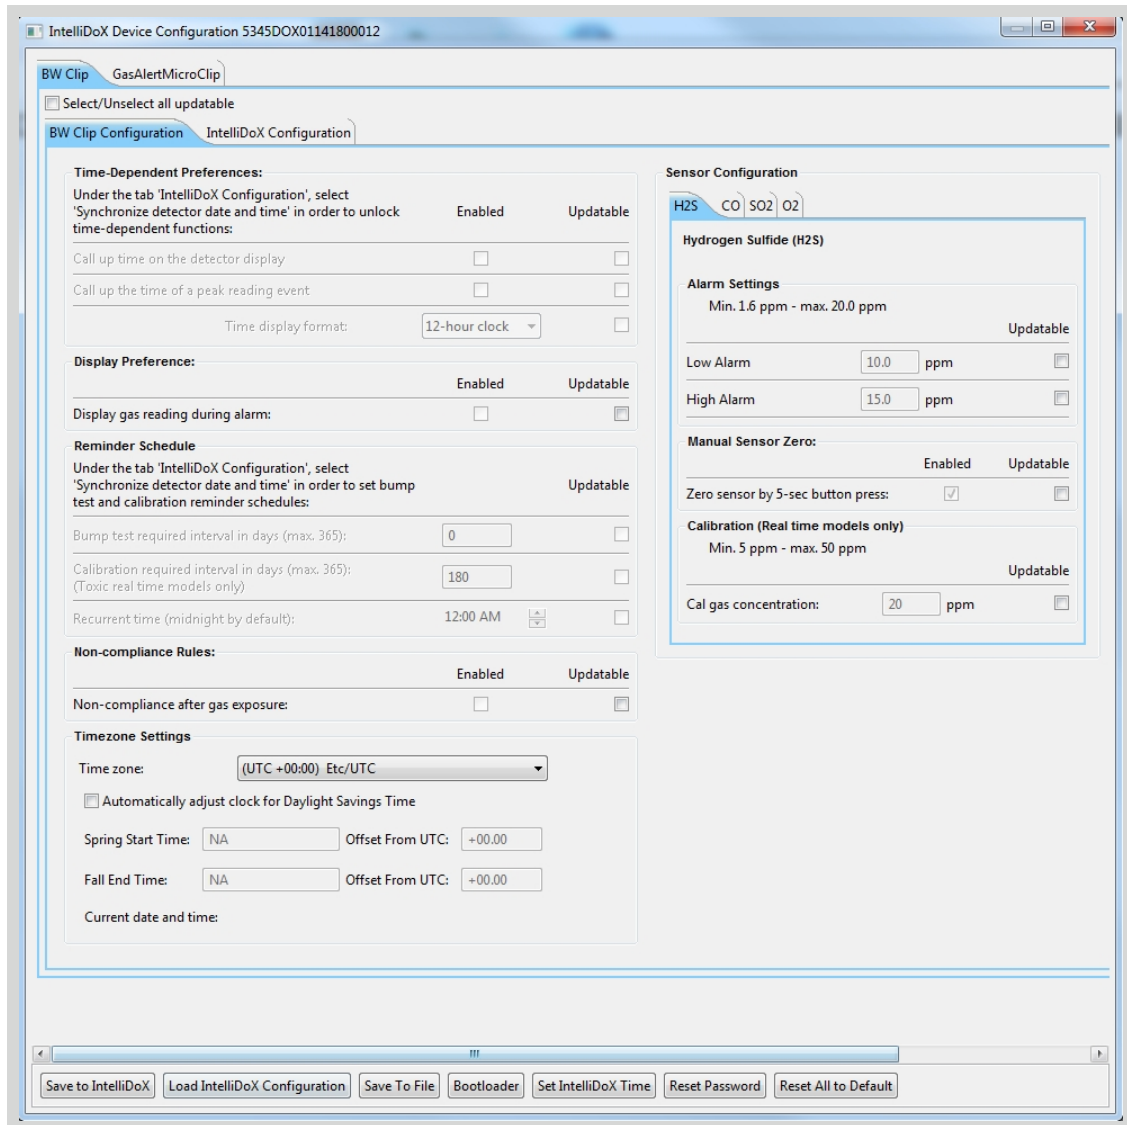 IntelliDoX Device Configuration 5345DOX01141800012
BW Clip GasAlertMicroClip
Select/Unselect all updatable
BW Clip Configuration IntelliDoX Configuration
Time-Dependent Preferences:
Under the tab 'IntelliDoX Configuration', select
'Synchronize detector date and time' in order to unlock
time-dependent functions:
Enabled Updatable
Call up time on the detector display
Call up the time of a peak reading event
Time display format: 12-hour clock
Display Preference:
Enabled Updatable
Display gas reading during alarm:
Reminder Schedule
Under the tab 'IntelliDoX Configuration', select
'Synchronize detector date and time' in order to set bump
test and calibration reminder schedules:
Updatable
Bump test required interval in days (max. 365): 0
Calibration required interval in days (max. 365):
(Toxic real time models only)
180
Recurrent time (midnight by default): 12:00 AM
Non-compliance Rules:
Enabled Updatable
Non-compliance after gas exposure:
Timezone Settings
Time zone: (UTC +00:00) Etc/UTC
Automatically adjust clock for Daylight Savings Time
Spring Start Time: NA Offset From UTC: +00.00
Fall End Time: NA Offset From UTC: +00.00
Current date and time:
Sensor Configuration
H2S CO SO2 O2
Hydrogen Sulfide (H2S)
Alarm Settings
Min. 1.6 ppm - max. 20.0 ppm
Updatable
Low Alarm 10.0 ppm
High Alarm 15.0 ppm
Manual Sensor Zero:
Enabled Updatable
Zero sensor by 5-sec button press:
Calibration (Real time models only)
Min. 5 ppm - max. 50 ppm
Updatable
Cal gas concentration: 20 ppm
Save to IntelliDoX Load IntelliDoX Configuration Save To File Bootloader Set IntelliDoX Time Reset Password Reset All to Default